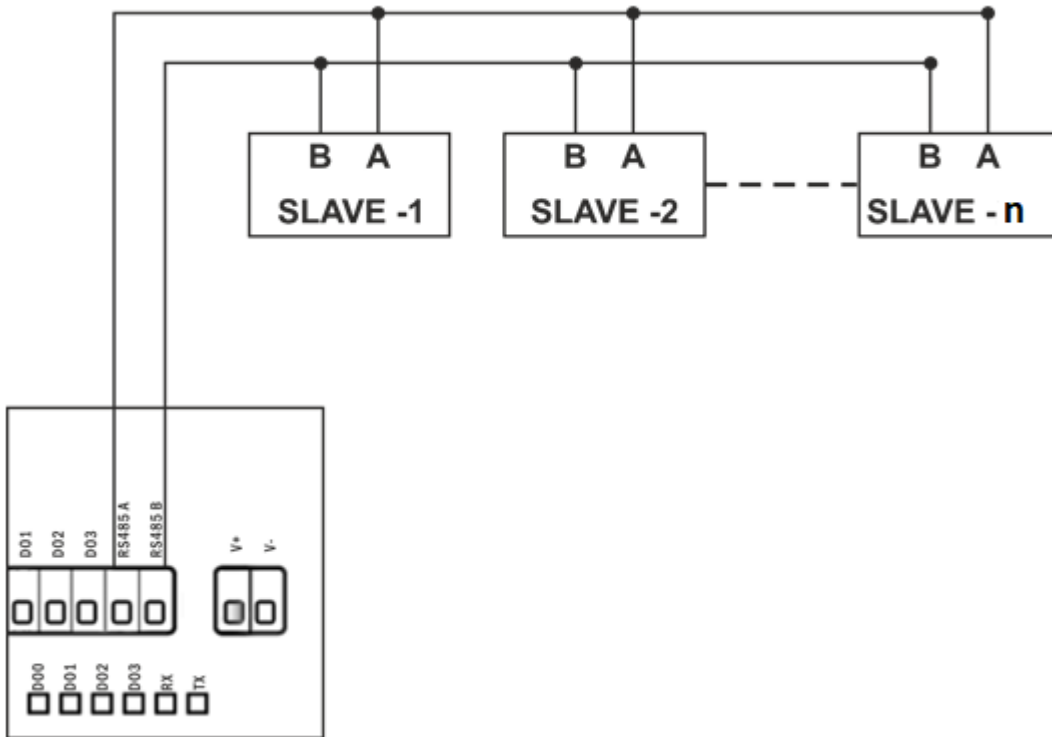 B A
SLAVE -1
B A
SLAVE -2
B A
SLAVE - n
DO1
DO2
DO3
RS485 A
RS485 B
V+
V-
DO0
DO1
DO2
DO3
RX
TX